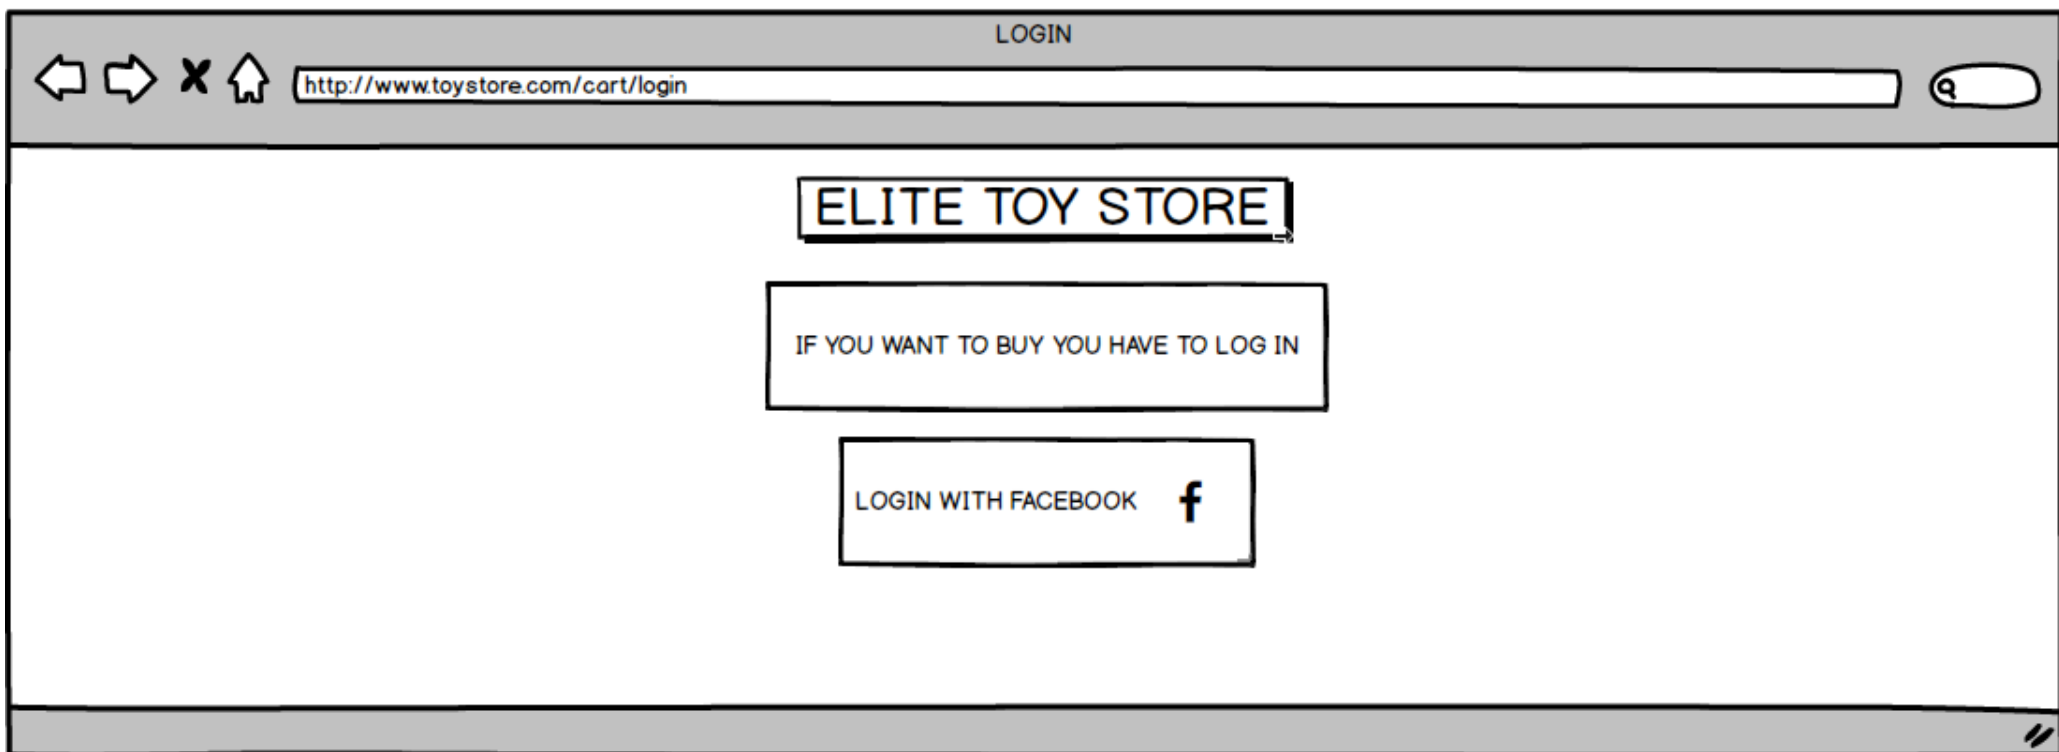 LOGIN
http://www.toystore.com/cart/login
ELITE TOY STORE
IF YOU WANT TO BUY YOU HAVE TO LOG IN
LOGIN WITH FACEBOOK f